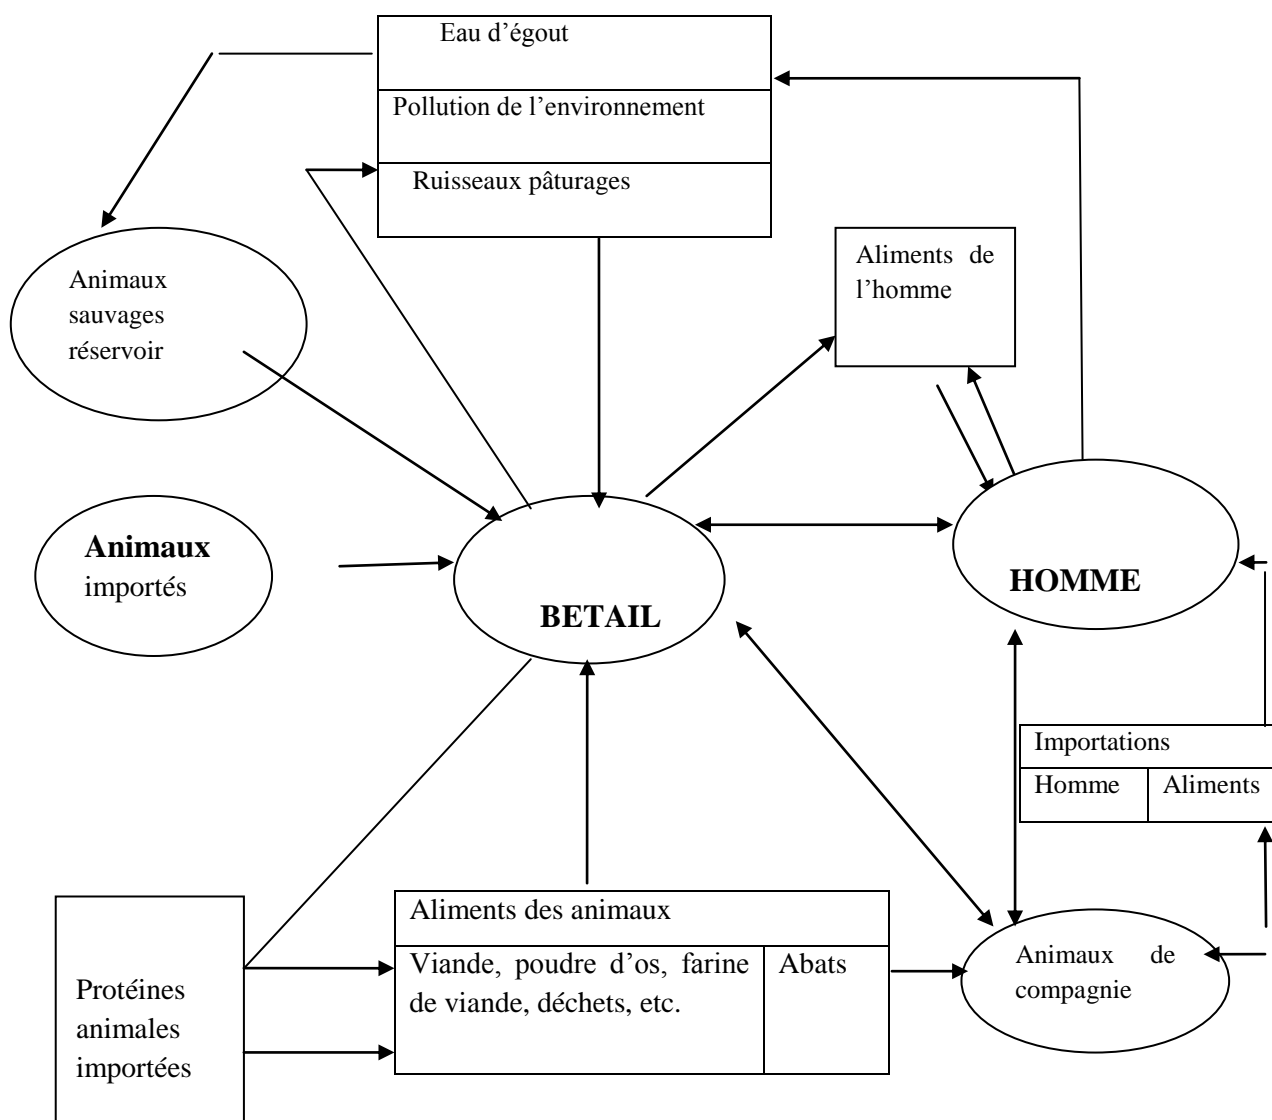 Eau d’égout
Pollution de l’environnement
Ruisseaux pâturages
Animaux
sauvages
réservoir
Aliments de
l’homme
Animaux
importés
BETAIL
HOMME
Importations
Homme
Aliments
Aliments des animaux
Viande, poudre d’os, farine
de viande, déchets, etc.
Abats
Animaux de
compagnie
Protéines
animales
importées